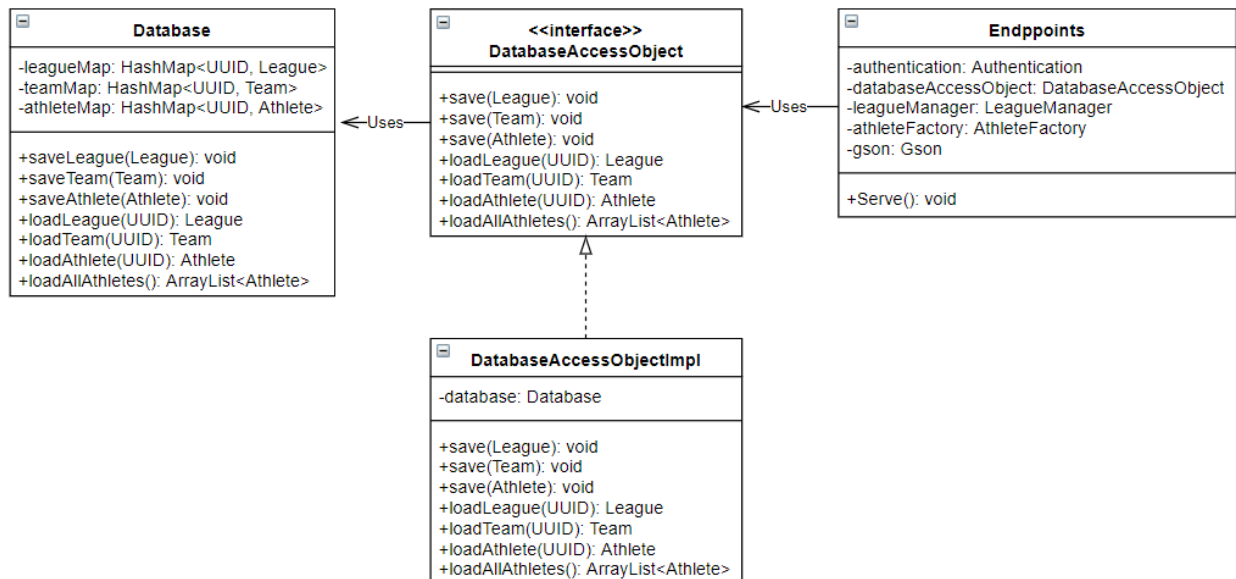 Database
-leagueMap: HashMap<UUID, League>
-teamMap: HashMap<UUID, Team>
-athleteMap: HashMap<UUID, Athlete>
+saveLeague(League): void
+saveTeam(Team): void
+saveAthlete(Athlete): void
+loadLeague(UUID): League
+loadTeam(UUID): Team
+loadAthlete(UUID): Athlete
+loadAllAthletes(): ArrayList<Athlete>
Uses
<<interface>>
DatabaseAccessObject
+save(League): void
+save(Team): void
+save(Athlete): void
+loadLeague(UUID): League
+loadTeam(UUID): Team
+loadAthlete(UUID): Athlete
+loadAllAthletes(): ArrayList<Athlete>
Uses
Endppoints
-authentication: Authentication
-databaseAccessObject: DatabaseAccessObject
-leagueManager: LeagueManager
-athleteFactory: AthleteFactory
-gson: Gson
+Serve(): void
DatabaseAccessObjectImpl
-database: Database
+save(League): void
+save(Team): void
+save(Athlete): void
+loadLeague(UUID): League
+loadTeam(UUID): Team
+loadAthlete(UUID): Athlete
+loadAllAthletes(): ArrayList<Athlete>